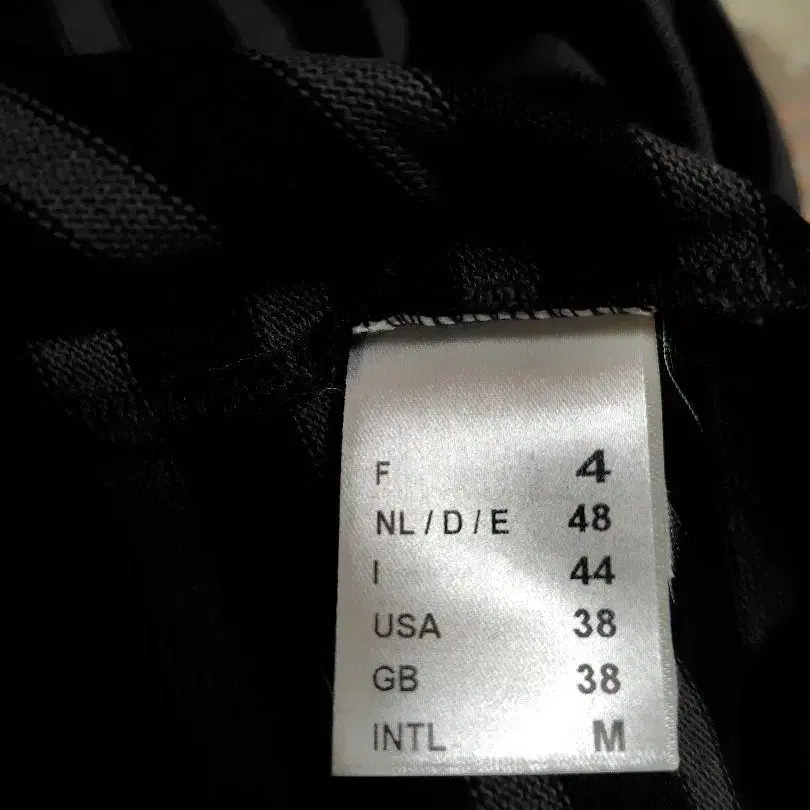 F 4
NL / D / E 48
I 44
USA 38
GB 38
INTL M